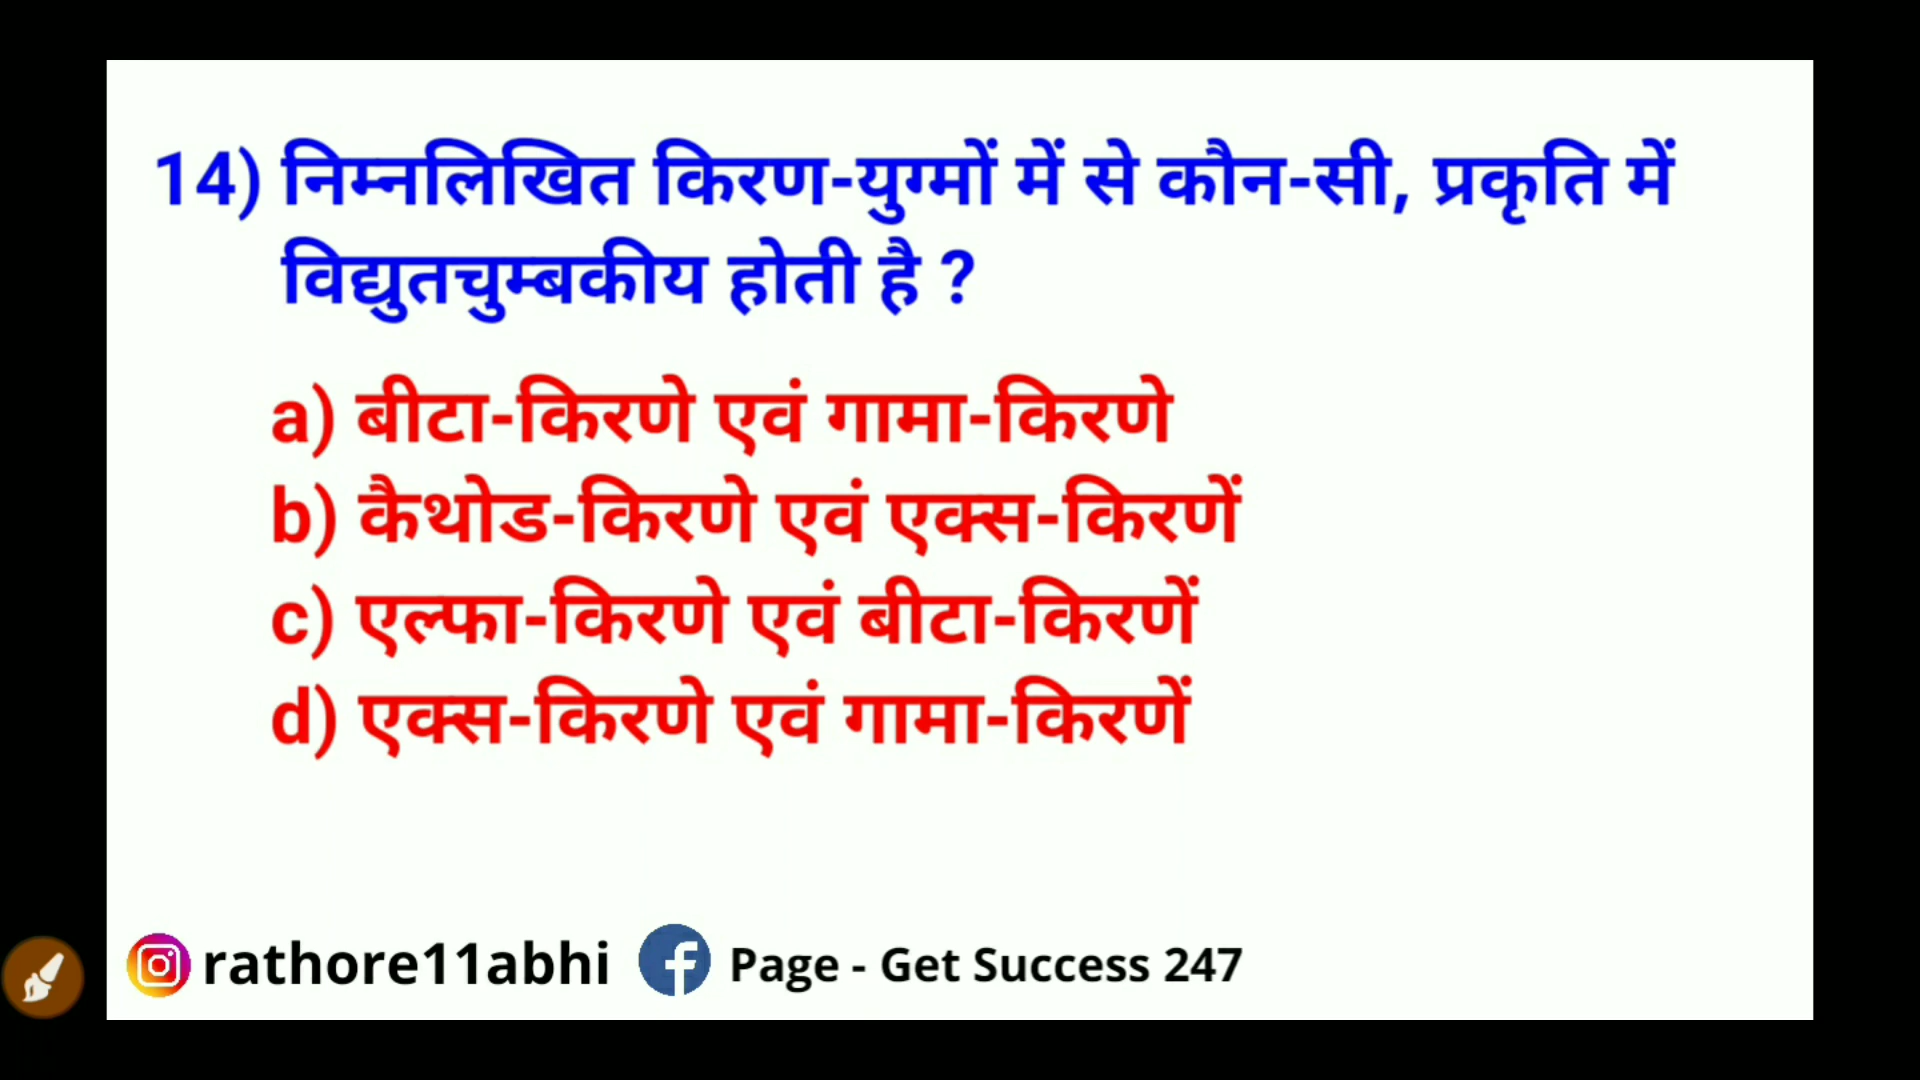 14) निम्नलिखित किरण-युग्मों में से कौन-सी, प्रकृति में
विद्युतचुम्बकीय होती है ?
a) बीटा-किरणे एवं गामा-किरणे
b) कैथोड-किरणे एवं एक्स-किरणें
c) एल्फा-किरणे एवं बीटा-किरणें
d) एक्स-किरणे एवं गामा-किरणें
rathore11abhi Page - Get Success 247